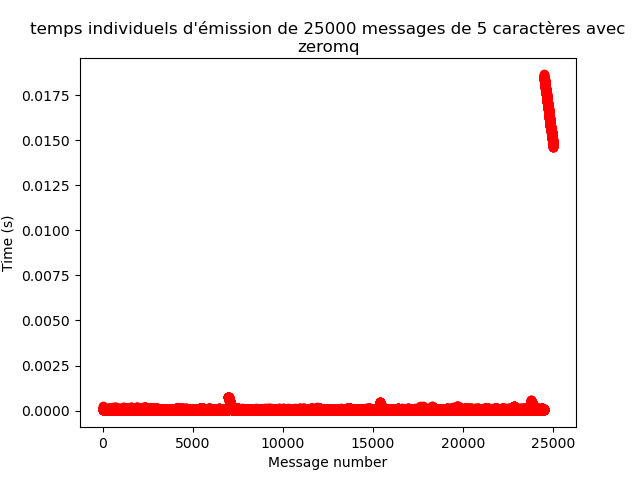 temps individuels d'émission de 25000 messages de 5 caractères avec
zeromq
0.0175
0.0150
0.0125
0.0100
0.0075
0.0050
0.0025
0.0000
Time (s)
0 5000 10000 15000 20000 25000
Message number